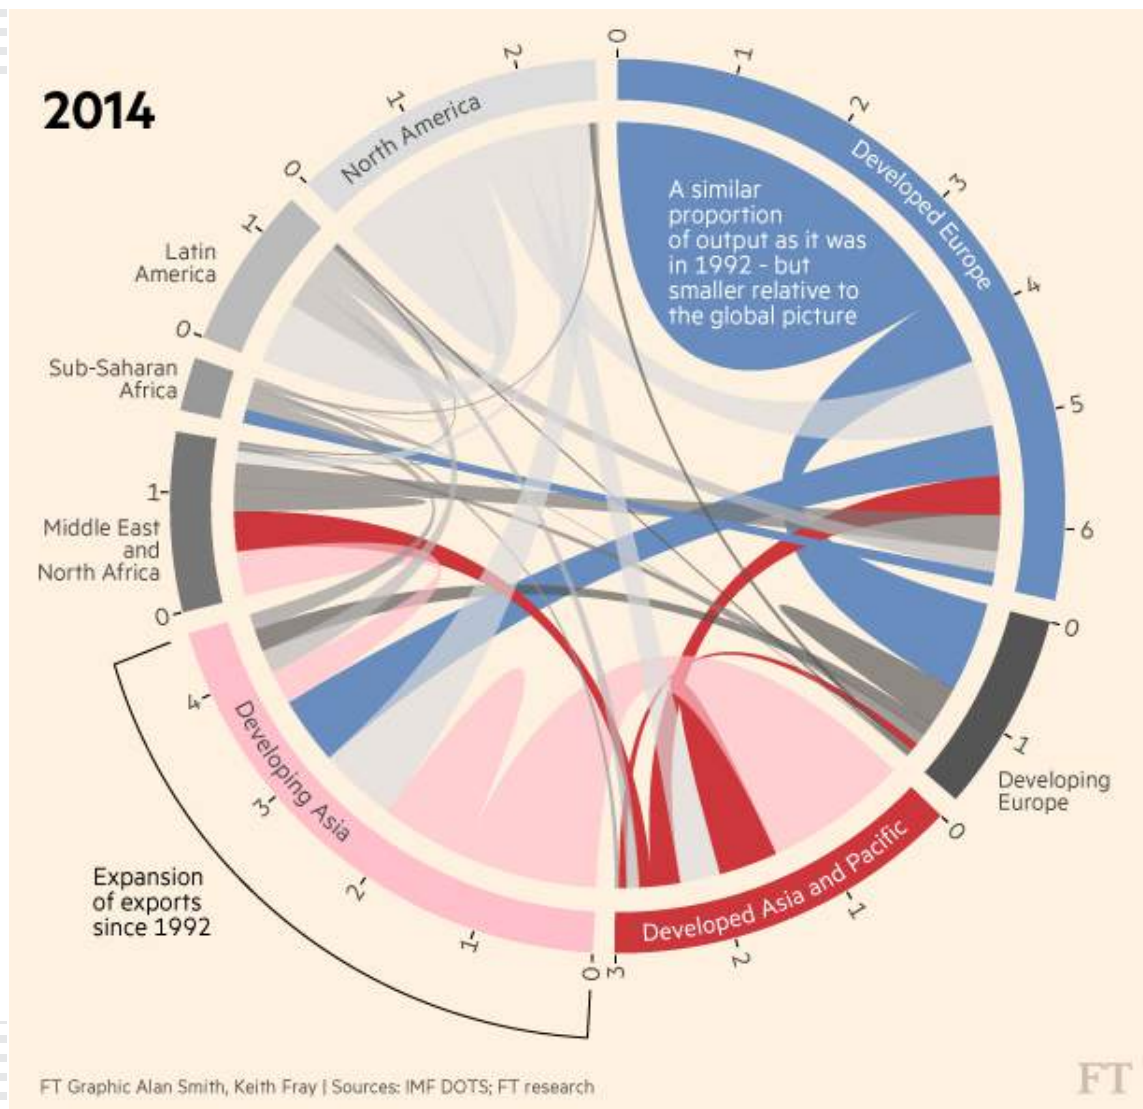 2014
0
1
2
3
4
5
6
Developed Europe
A similar
proportion
of output as it was
in 1992 - but
smaller relative to
the global picture
0
1
Developing
Europe
0
1
2
3
Developed Asia and Pacific
0
1
2
3
4
Developing Asia
Expansion
of exports
since 1992
0
1
Middle East
and
North Africa
Sub-Saharan
Africa
0
1
Latin
America
0
1
2
North America
FT Graphic Alan Smith, Keith Fray | Sources: IMF DOTS; FT research
FT